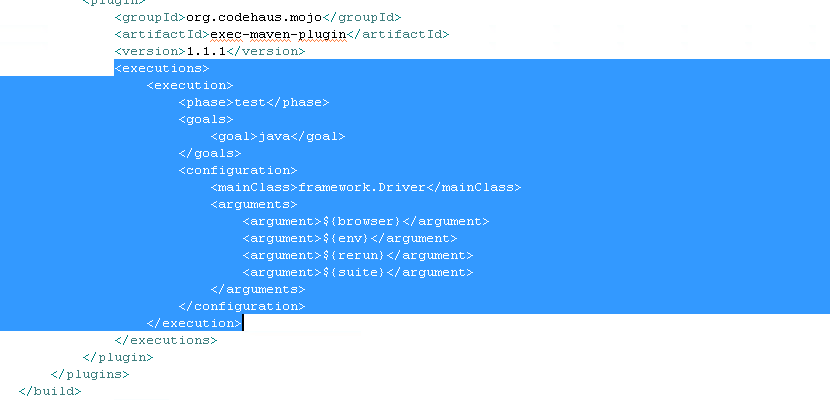 <plugin>
<groupId>org.codehaus.mojo</groupId>
<artifactId>exec-maven-plugin</artifactId>
<version>1.1.1</version>
<executions>
<execution>
<phase>test</phase>
<goals>
<goal>java</goal>
</goals>
<configuration>
<mainClass>framework.Driver</mainClass>
<arguments>
<argument>${browser}</argument>
<argument>${env}</argument>
<argument>${rerun}</argument>
<argument>${suite}</argument>
</arguments>
</configuration>
</execution>
</executions>
</plugin>
</plugins>
</build>